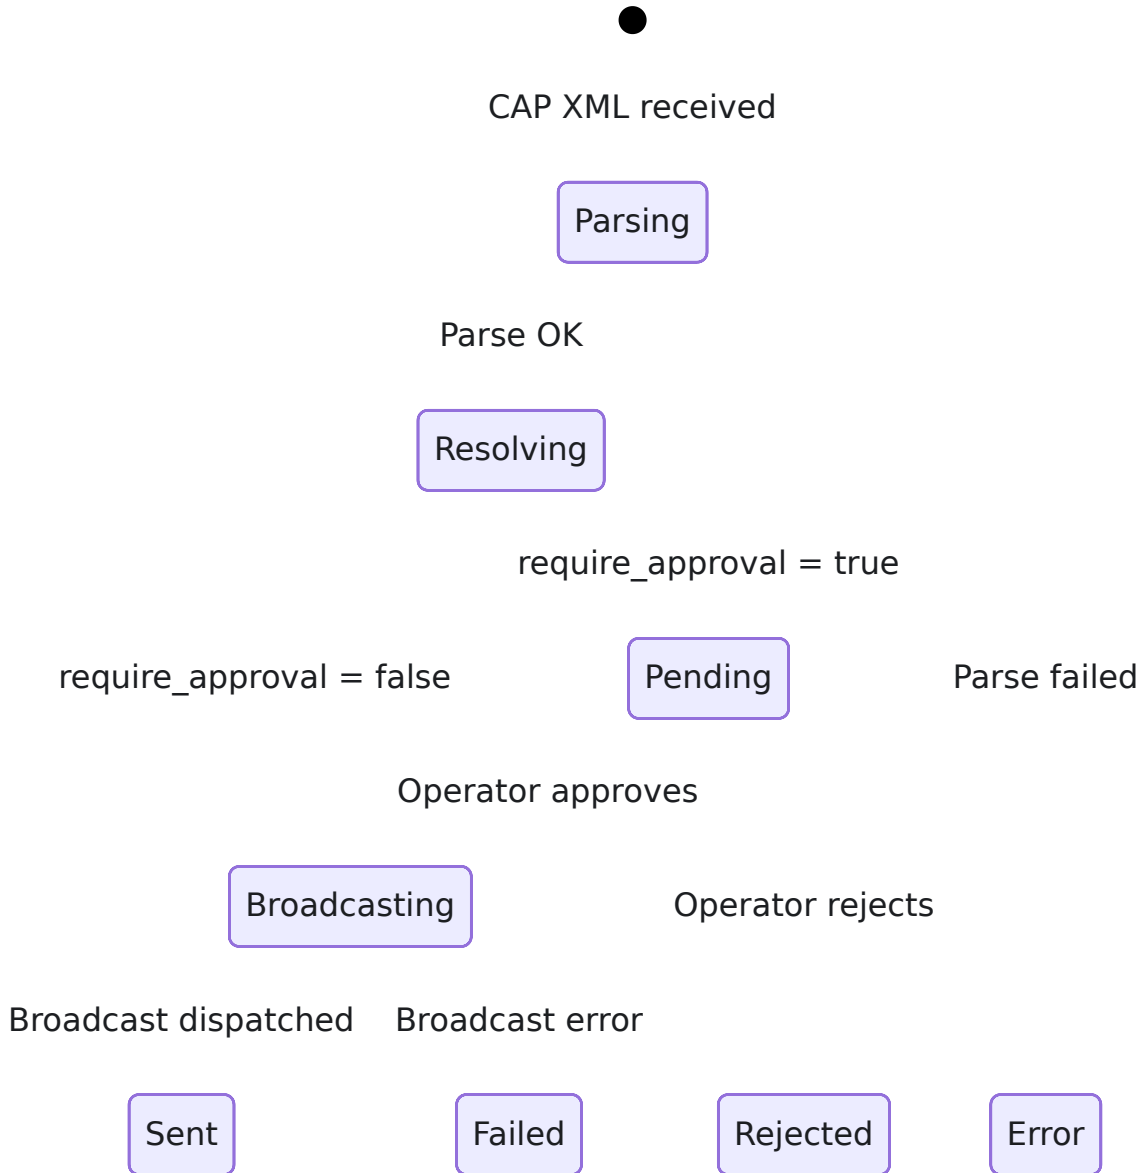 CAP XML received
Parsing
Parse OK
Resolving
require_approval = true
require_approval = false
Pending
Parse failed
Operator approves
Broadcasting
Operator rejects
Broadcast dispatched
Broadcast error
Sent
Failed
Rejected
Error